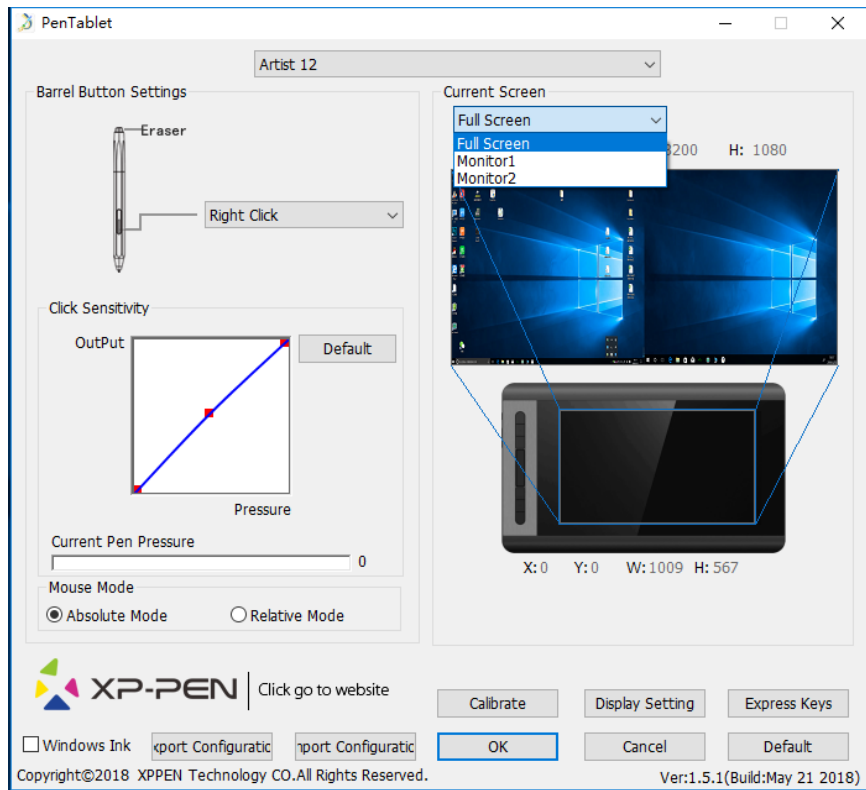 PenTablet
Artist 12
Barrel Button Settings
Eraser
Right Click
Click Sensitivity
OutPut
Default
Pressure
Current Pen Pressure
0
Mouse Mode
Absolute Mode
Relative Mode
Current Screen
Full Screen
Full Screen
Monitor1
Monitor2
3200 H: 1080
X: 0 Y: 0 W: 1009 H: 567
XP-PEN
Click go to website
Calibrate
Display Setting
Express Keys
Windows Ink
xport Configuratic
nport Configuratic
OK
Cancel
Default
Copyright©2018 XPPEN Technology CO.All Rights Reserved.
Ver:1.5.1(Build:May 21 2018)